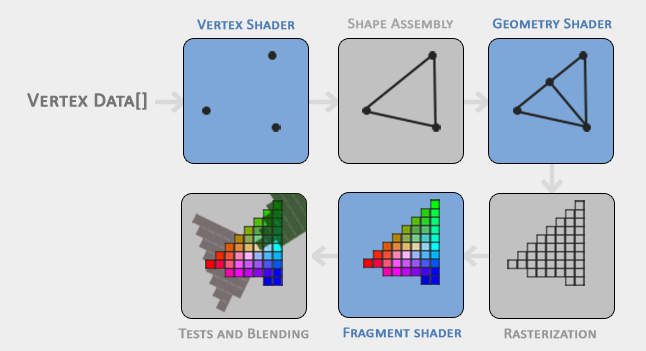 Vertex Shader
Shape Assembly
Geometry Shader
Vertex Data[]
Tests and Blending
Fragment shader
Rasterization